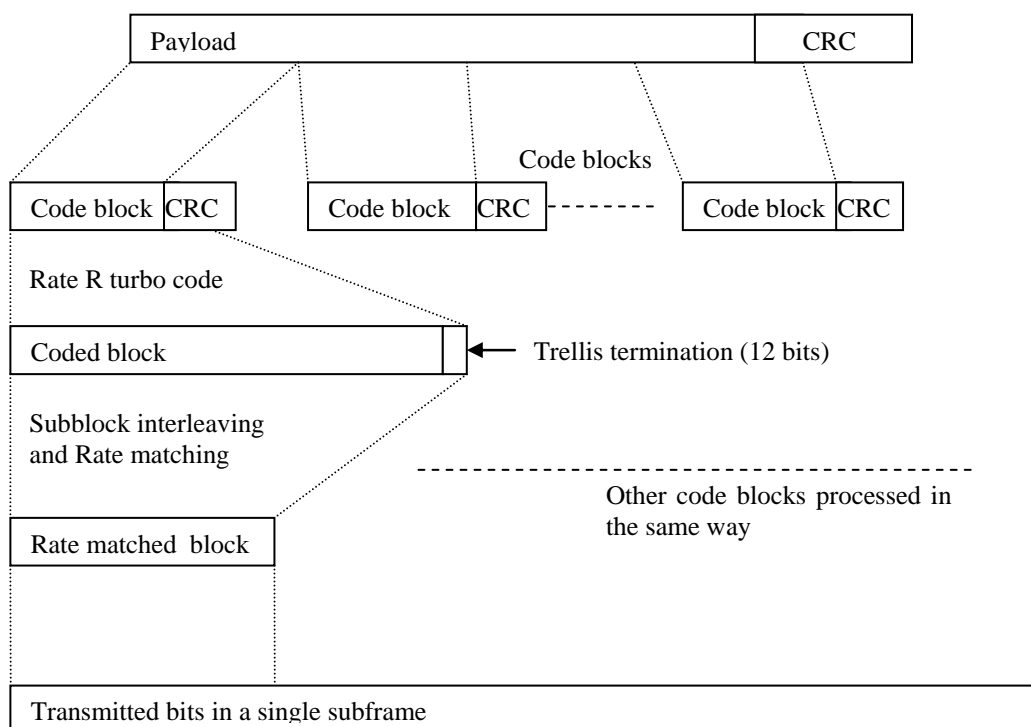 Payload CRC
Code blocks
Code block CRC Code block CRC Code block CRC
Rate R turbo code
Coded block
Trellis termination (12 bits)
Subblock interleaving
and Rate matching
Other code blocks processed in
the same way
Rate matched block
Transmitted bits in a single subframe